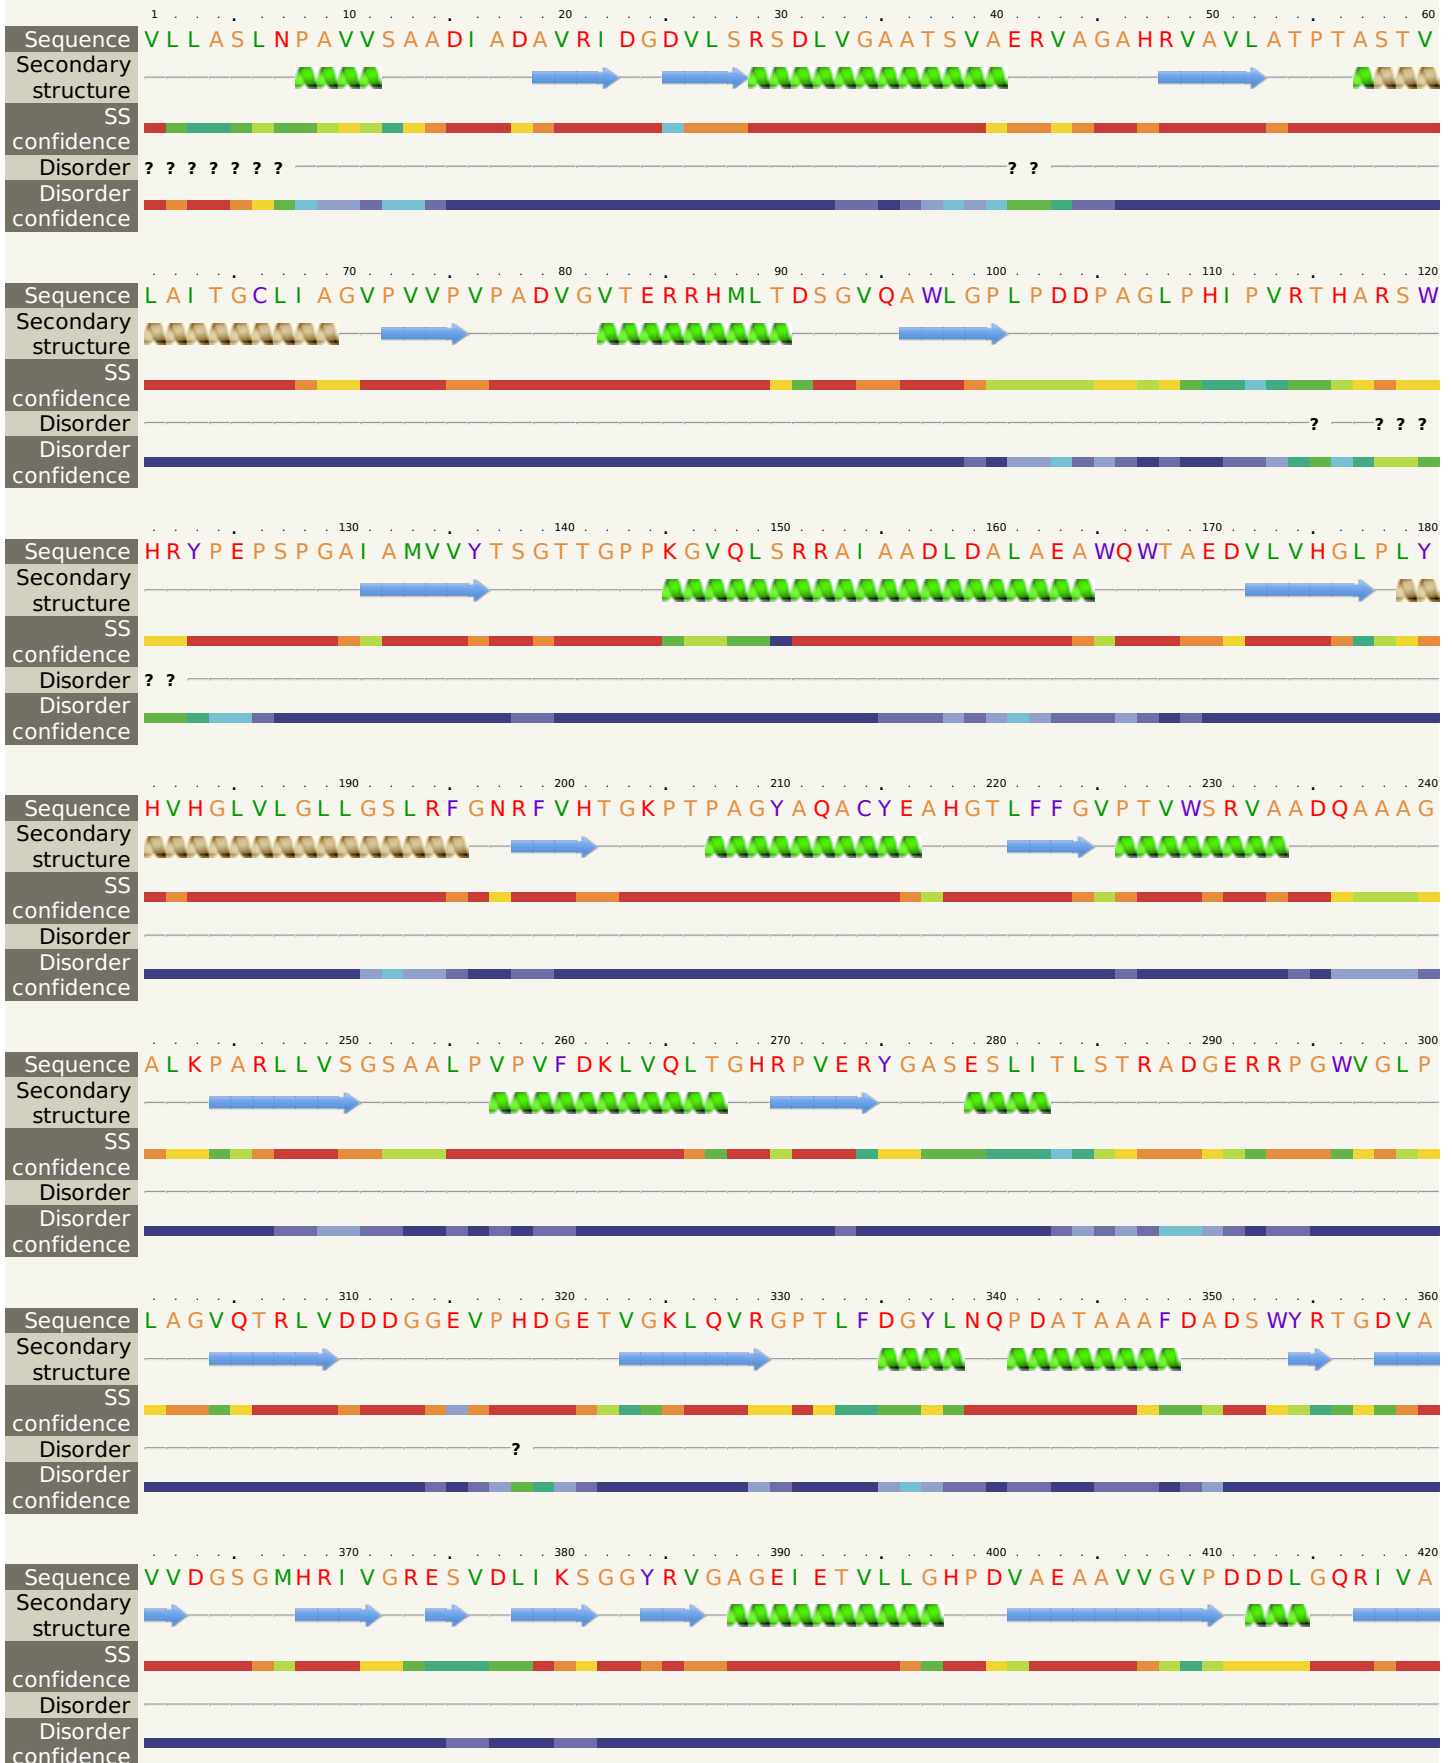 1 10 20 30 40 50 60
Sequence VLLASLNPAVVSAADIADAVRIDGDVLSRSDLVGAATSVAERVAGAHRVAVLATPTASTV
Secondary
structure
SS
confidence
Disorder ? ? ? ? ? ? ? ? ?
Disorder
confidence
70 80 90 100 110 120
Sequence LAITGCLIAGVPVVPVPADVGVTERRHMLTDSGVQAWLGPLPDDPAGLPHIPVRTHARSW
Secondary
structure
SS
confidence
Disorder ? ? ? ?
Disorder
confidence
130 140 150 160 170 180
Sequence HRYPEPSPGAIAMVVYTSGTTGPPKGVQLSRRAIAADLDALAEAWQWTAEDVLVHGLPLY
Secondary
structure
SS
confidence
Disorder ? ?
Disorder
confidence
190 200 210 220 230 240
Sequence HVHGLVLGLLGSLRFGNRFVHTGKPTPAGYAQACYEAHGTLFFGVPTVWSRVAADQAAAG
Secondary
structure
SS
confidence
Disorder
Disorder
confidence
250 260 270 280 290 300
Sequence ALKPARLLVSGSAALPVPVFDKLVQLTGHRPVERYGASESLITLSTRADGERRPGWVGLP
Secondary
structure
SS
confidence
Disorder
Disorder
confidence
310 320 330 340 350 360
Sequence LAGVQTRLVDDDGGEVPHDGETVGKLQVRGPTLFDGYLNQPDATAAAFDADSWYRTGDVA
Secondary
structure
SS
confidence
Disorder ?
Disorder
confidence
370 380 390 400 410 420
Sequence VVDGSGMHRIVGRESVDLIKSGGYRVGAGEIETVLLGHPDVAEAAVVGVPDDDLGQRIVA
Secondary
structure
SS
confidence
Disorder
Disorder
confidence